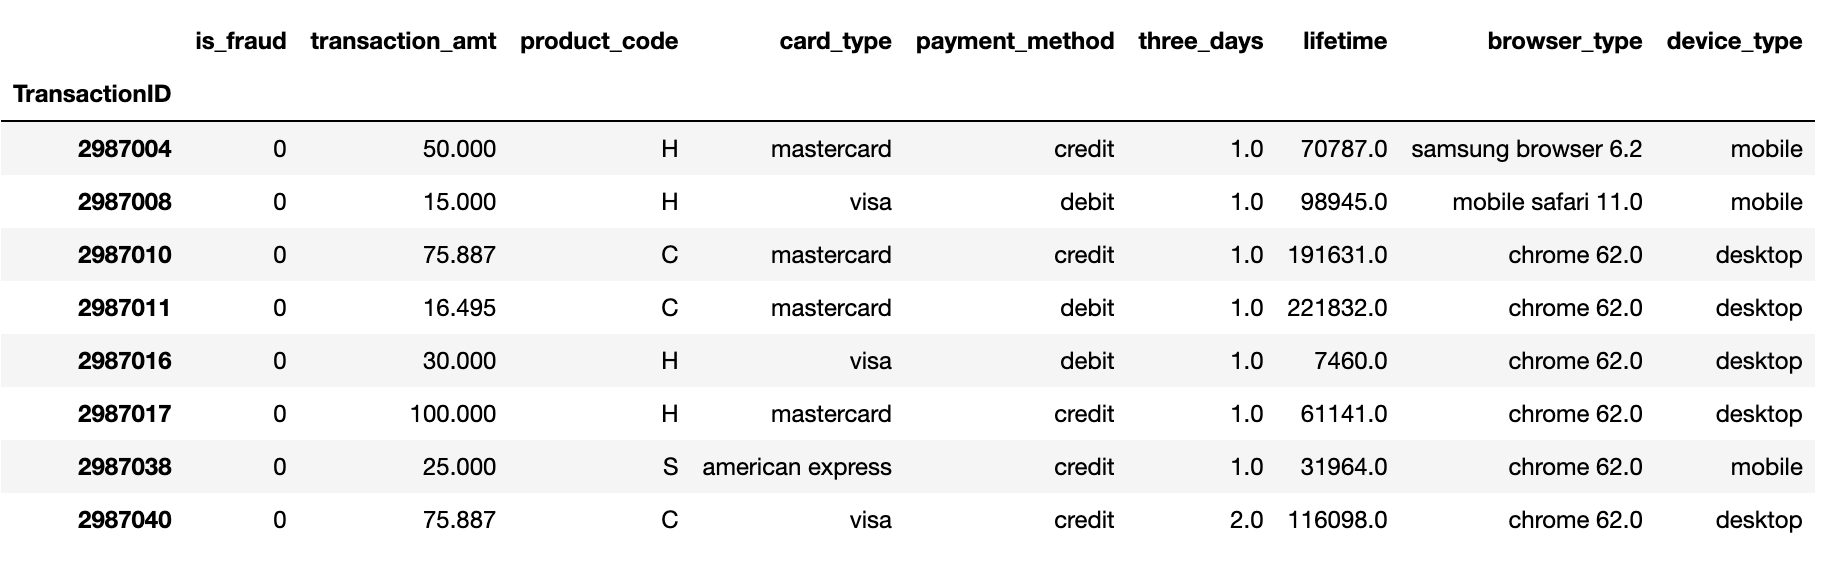 is_fraud transaction_amt product_code card_type payment_method three_days lifetime browser_type device_type
TransactionID
2987004 0 50.000 H mastercard credit 1.0 70787.0 samsung browser 6.2 mobile
2987008 0 15.000 H visa debit 1.0 98945.0 mobile safari 11.0 mobile
2987010 0 75.887 C mastercard credit 1.0 191631.0 chrome 62.0 desktop
2987011 0 16.495 C mastercard debit 1.0 221832.0 chrome 62.0 desktop
2987016 0 30.000 H visa debit 1.0 7460.0 chrome 62.0 desktop
2987017 0 100.000 H mastercard credit 1.0 61141.0 chrome 62.0 desktop
2987038 0 25.000 S american express credit 1.0 31964.0 chrome 62.0 mobile
2987040 0 75.887 C visa credit 2.0 116098.0 chrome 62.0 desktop